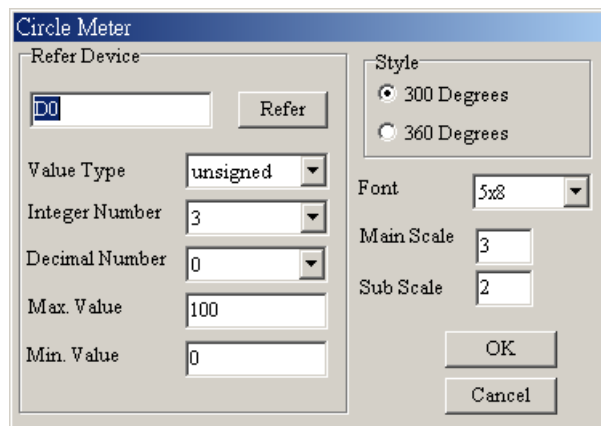 Circle Meter
Refer Device
D0
Refer
Value Type
unsigned
Integer Number
3
Decimal Number
0
Max. Value
100
Min. Value
0
Style
300 Degrees
360 Degrees
Font
5x8
Main Scale
3
Sub Scale
2
OK
Cancel